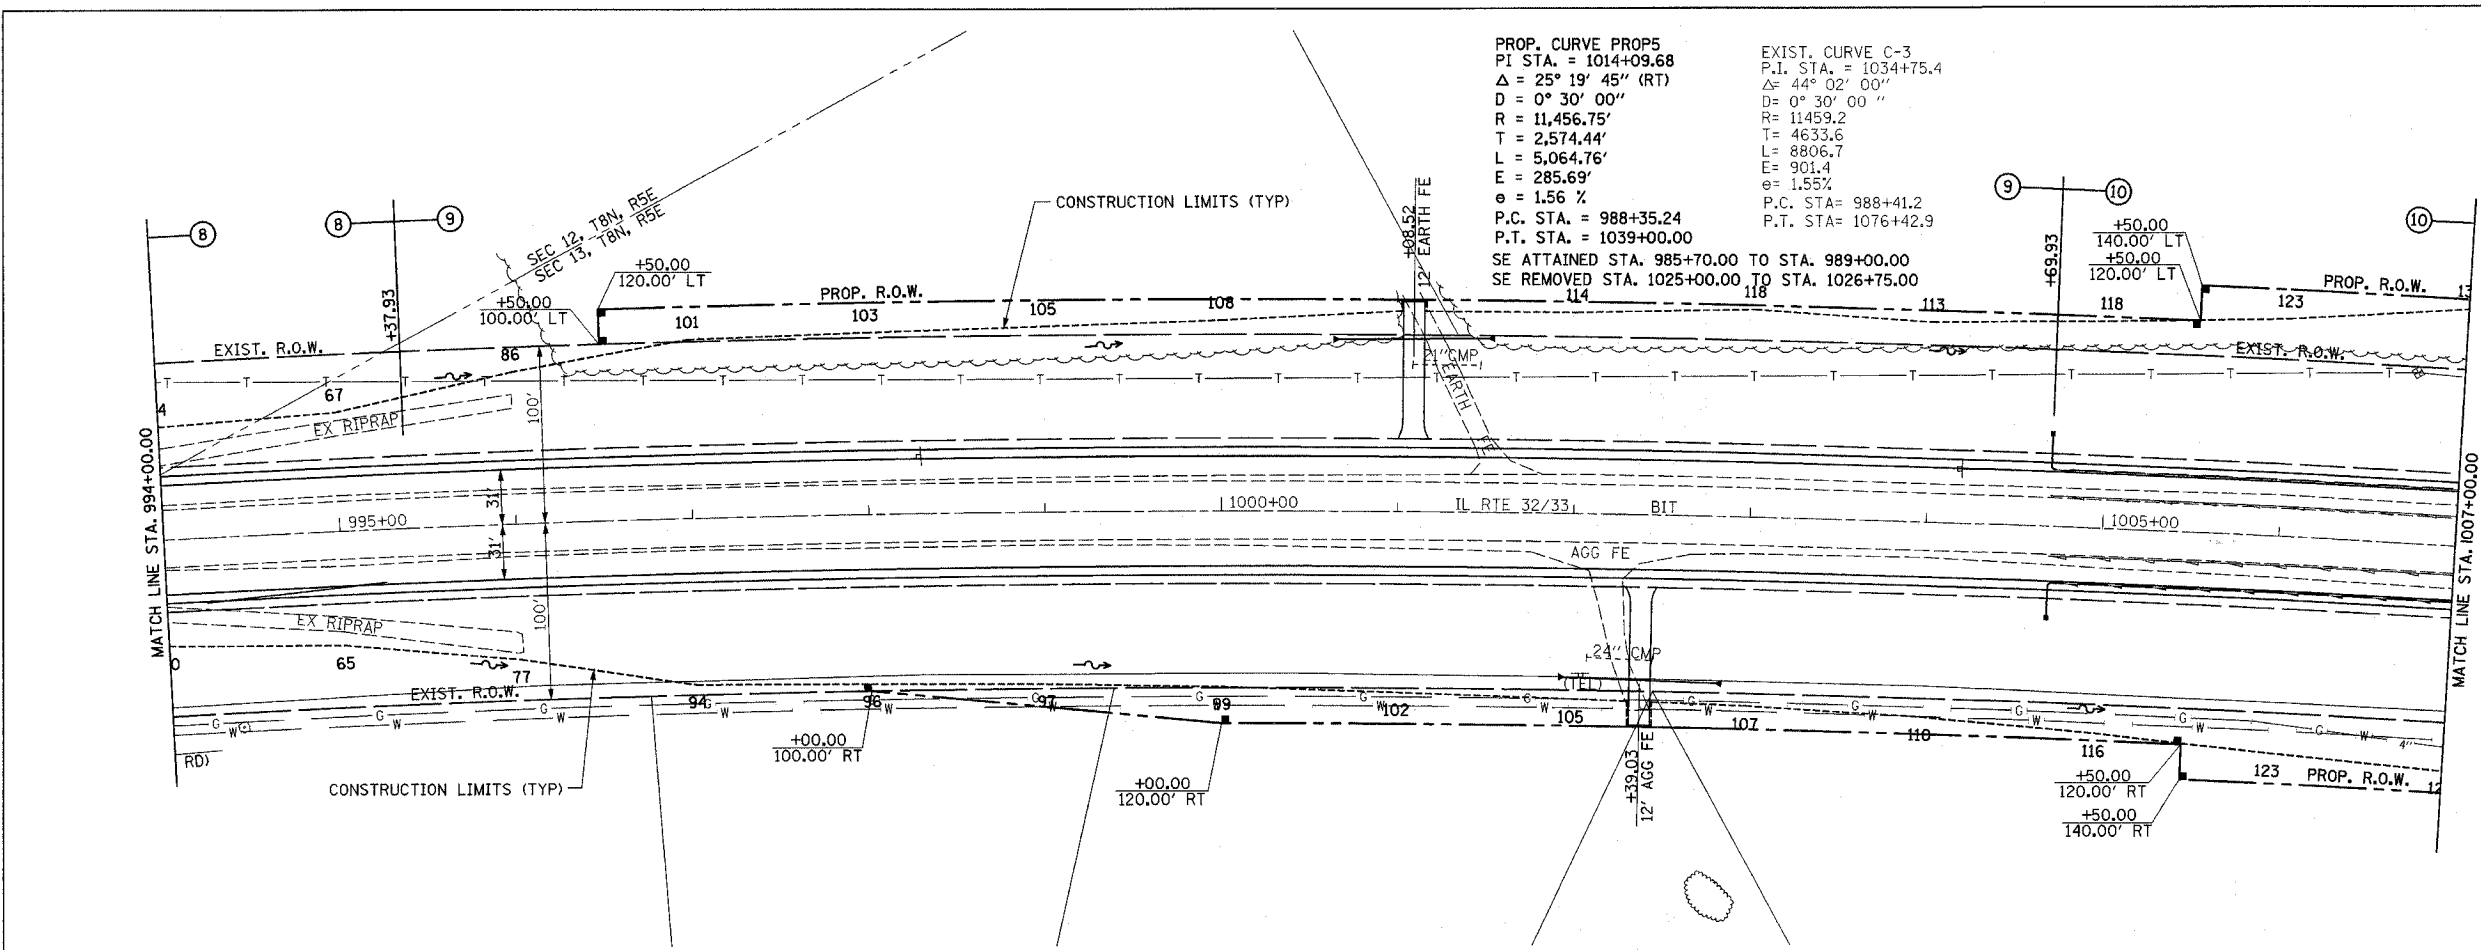 PROP. CURVE PROP5
PI STA. = 1014+09.68
Δ = 25° 19' 45" (RT)
D = 0° 30' 00"
R = 11,456.75'
T = 2,574.44'
L = 5,064.76'
E = 285.69'
e = 1.56 %
P.C. STA. = 988+35.24
P.T. STA. = 1039+00.00
SE ATTAINED STA. 985+70.00 TO STA. 989+00.00
SE REMOVED STA. 1025+00.00 TO STA. 1026+75.00
EXIST. CURVE C-3
P.I. STA. = 1034+75.4
Δ= 44° 02' 00"
D= 0° 30' 00 "
R= 11459.2
T= 4633.6
L= 8806.7
E= 901.4
e= 1.55%
P.C. STA= 988+41.2
P.T. STA= 1076+42.9
8
8
9
9
10
10
SEC 12, T8N, R5E
SEC 13, T8N, R5E
CONSTRUCTION LIMITS (TYP)
+37.93
+50.00
120.00' LT
+50.00
100.00' LT
+08.52
12' EARTH FE
+69.93
+50.00
140.00' LT
+50.00
120.00' LT
PROP. R.O.W.
PROP. R.O.W.
EXIST. R.O.W.
EXIST. R.O.W.
86
101
103
105
108
114
118
113
118
123
13
4
67
T T T T T T T T T T T T T T T T T T T T T T T T T T T T T
EX RIPRAP
21"CMP
EARTH
FE
100'
31'
31'
100'
MATCH LINE STA. 994+00.00
MATCH LINE STA. 1007+00.00
995+00
1000+00
IL RTE 32/33
BIT
1005+00
AGG FE
EX RIPRAP
24" CMP
(TEL)
0
65
77
94
96
97
99
102
105
107
110
116
123
12
EXIST. R.O.W.
G G G G G G G G G G G G G G
W W W W W W W W W W W W W W
4"
RD)
CONSTRUCTION LIMITS (TYP)
+00.00
100.00' RT
+00.00
120.00' RT
+39.03
12' AGG FE
+50.00
120.00' RT
+50.00
140.00' RT
PROP. R.O.W.